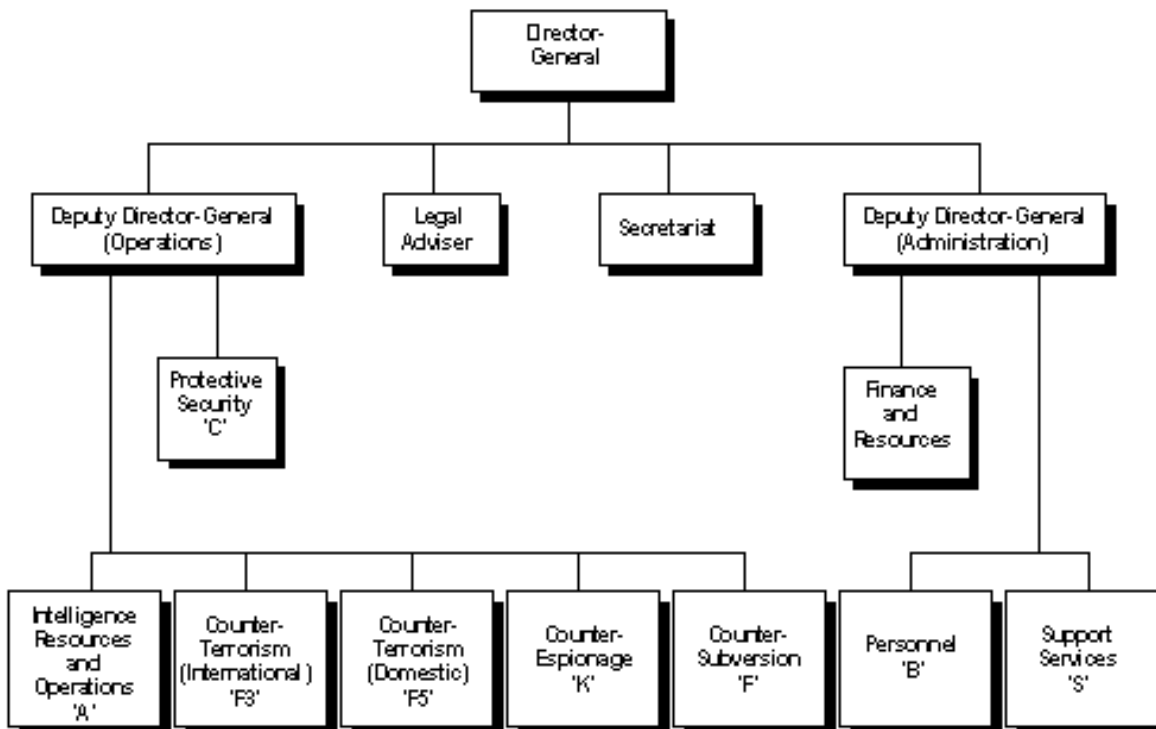 Director-
General
Deputy Director-General
(Operations)
Legal
Adviser
Secretariat
Deputy Director-General
(Administration)
Protective
Security
'C'
Finance
and
Resources
Intelligence
Resources
and
Operations
'A'
Counter-
Terrorism
(International)
'F3'
Counter-
Terrorism
(Domestic)
'F5'
Counter-
Espionage
'K'
Counter-
Subversion
'F'
Personnel
'B'
Support
Services
'S'